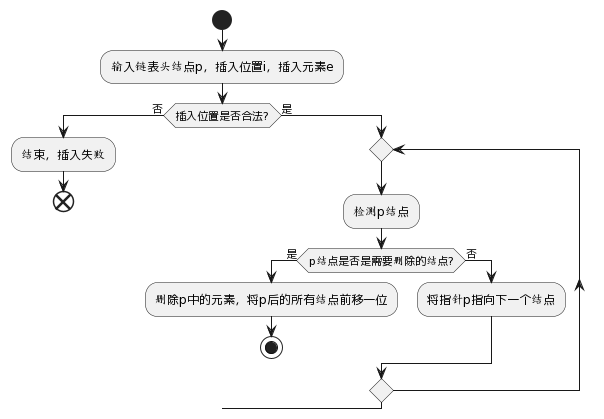 输入链表头结点p，插入位置i，插入元素e
插入位置是否合法?
否
是
结束，插入失败
检测p结点
p结点是否是需要删除的结点?
是
否
删除p中的元素，将p后的所有结点前移一位
将指针p指向下一个结点